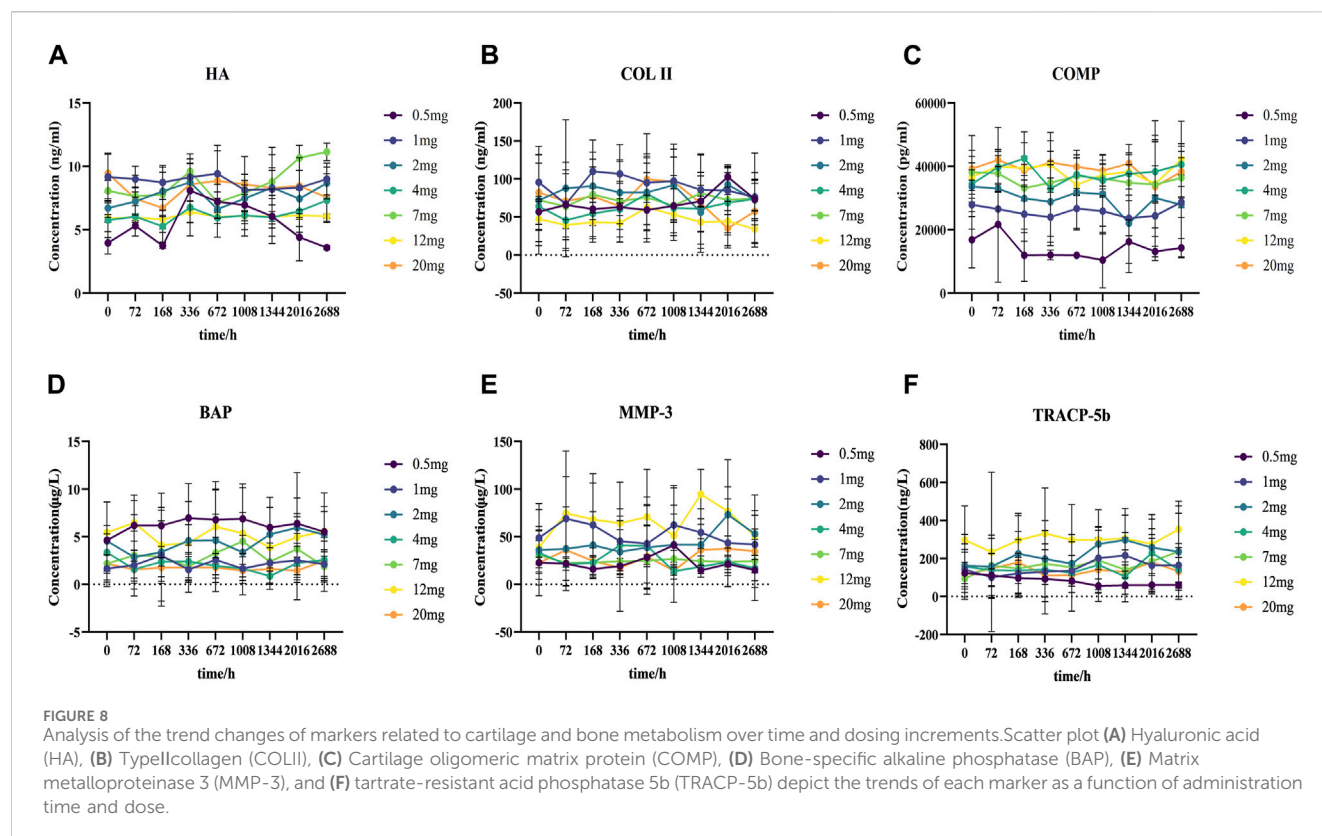 A
HA
Concentration (ng/ml)
15
10
5
0
0 72 168 336 672 1008 1344 2016 2688
time/h
0.5mg
1mg
2mg
4mg
7mg
12mg
20mg
B
COL II
Concentration (ng/ml)
200
150
100
50
0
-50
0 72 168 336 672 1008 1344 2016 2688
time/h
0.5mg
1mg
2mg
4mg
7mg
12mg
20mg
C
COMP
Concentration (pg/ml)
60000
40000
20000
0
0 72 168 336 672 1008 1344 2016 2688
time/h
0.5mg
1mg
2mg
4mg
7mg
12mg
20mg
D
BAP
Concentration(µg/L)
15
10
5
0
-5
0 72 168 336 672 1008 1344 2016 2688
time/h
0.5mg
1mg
2mg
4mg
7mg
12mg
20mg
E
MMP-3
Concentration(µg/L)
150
100
50
0
-50
0 72 168 336 672 1008 1344 2016 2688
time/h
0.5mg
1mg
2mg
4mg
7mg
12mg
20mg
F
TRACP-5b
Concentration(ng/L)
800
600
400
200
0
-200
0 72 168 336 672 1008 1344 2016 2688
time/h
0.5mg
1mg
2mg
4mg
7mg
12mg
20mg
FIGURE 8
Analysis of the trend changes of markers related to cartilage and bone metabolism over time and dosing increments.Scatter plot (A) Hyaluronic acid
(HA), (B) TypeⅡcollagen (COLII), (C) Cartilage oligomeric matrix protein (COMP), (D) Bone-specific alkaline phosphatase (BAP), (E) Matrix
metalloproteinase 3 (MMP-3), and (F) tartrate-resistant acid phosphatase 5b (TRACP-5b) depict the trends of each marker as a function of administration
time and dose.